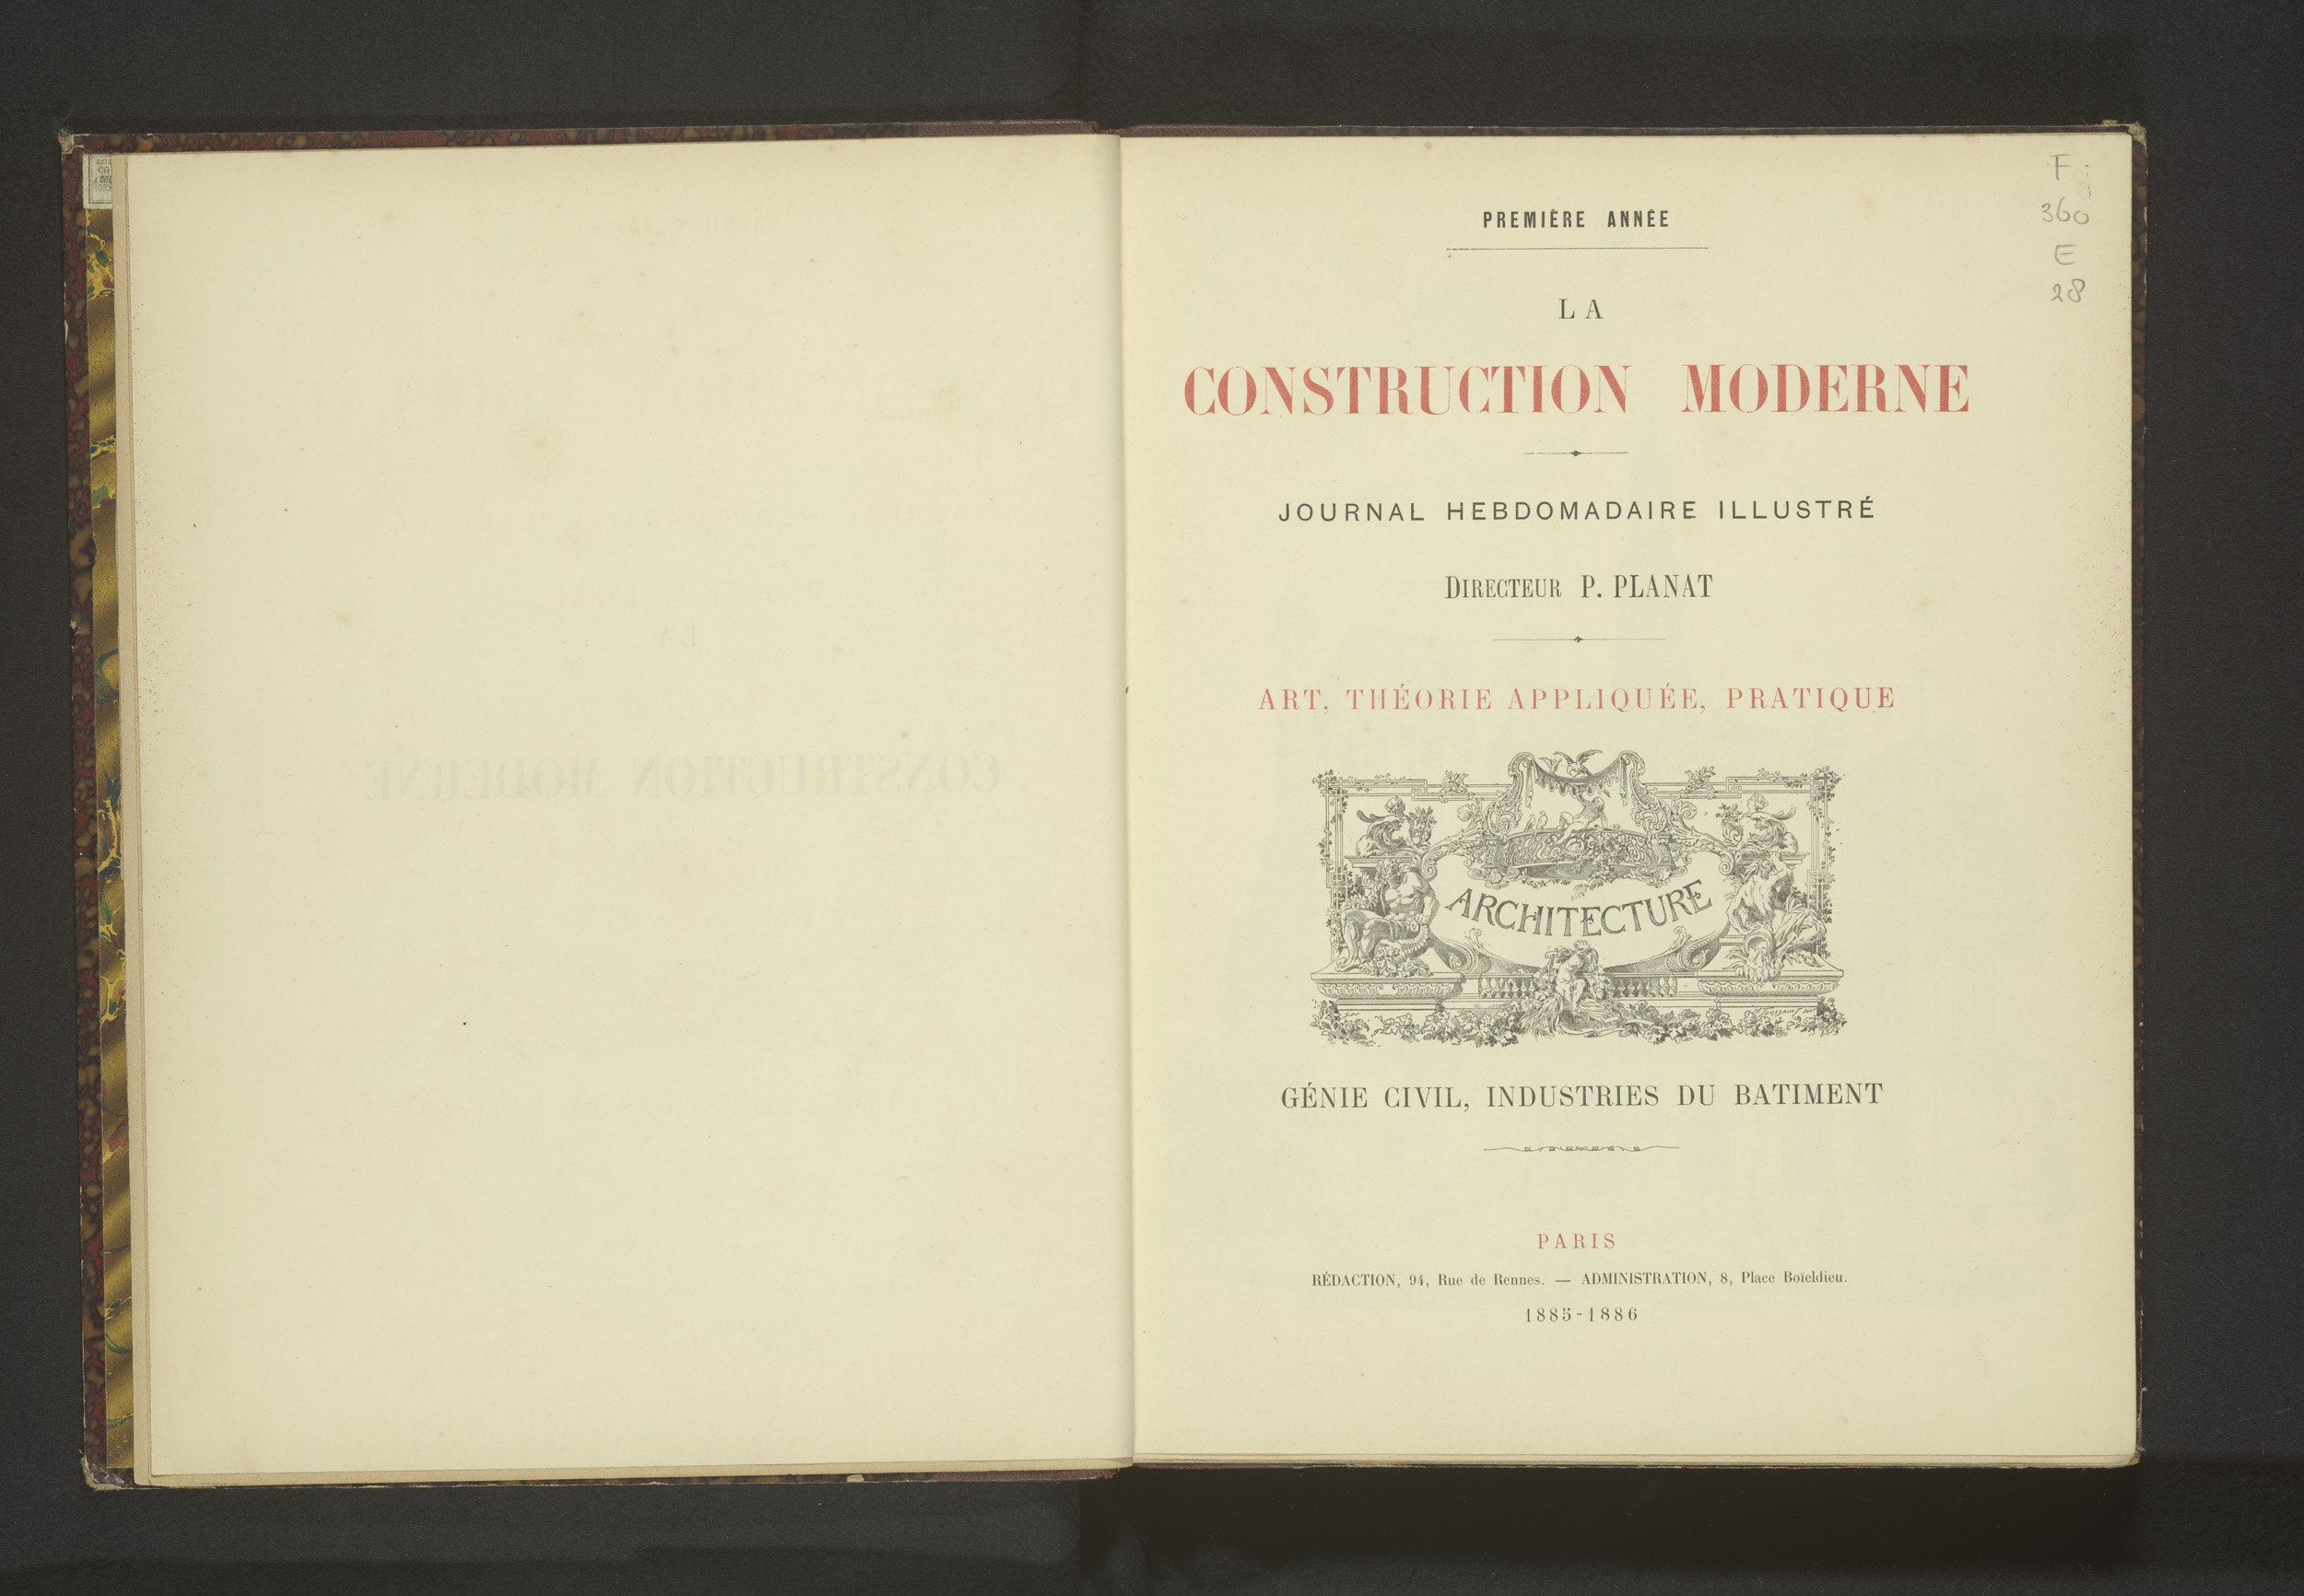 F
360
E
28
PREMIÈRE ANNÉE
LA
CONSTRUCTION MODERNE
JOURNAL HEBDOMADAIRE ILLUSTRÉ
DIRECTEUR P. PLANAT
ART, THÉORIE APPLIQUÉE, PRATIQUE
ARCHITECTURE
GÉNIE CIVIL, INDUSTRIES DU BATIMENT
PARIS
RÉDACTION, 94, Rue de Rennes. — ADMINISTRATION, 8, Place Boïeldieu.
1885-1886